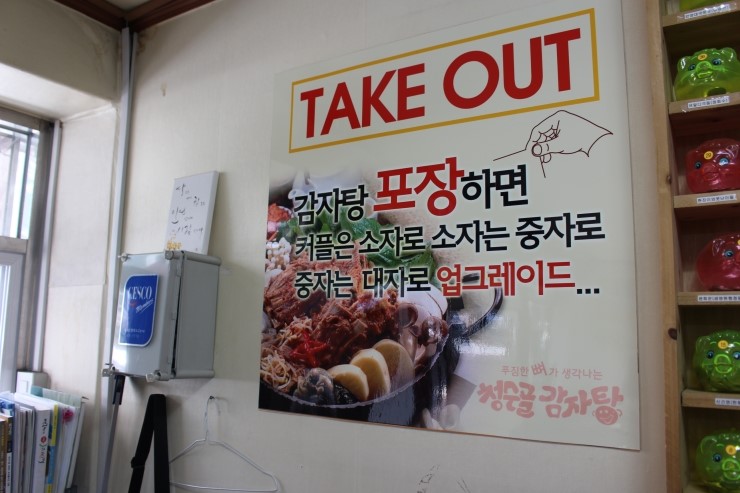 TAKE OUT
감자탕 포장하면
커플은 소자로 소자는 중자로
중자는 대자로 업그레이드...
푸짐한 뼈가 생각나는
청순골 감자탕
CESCO